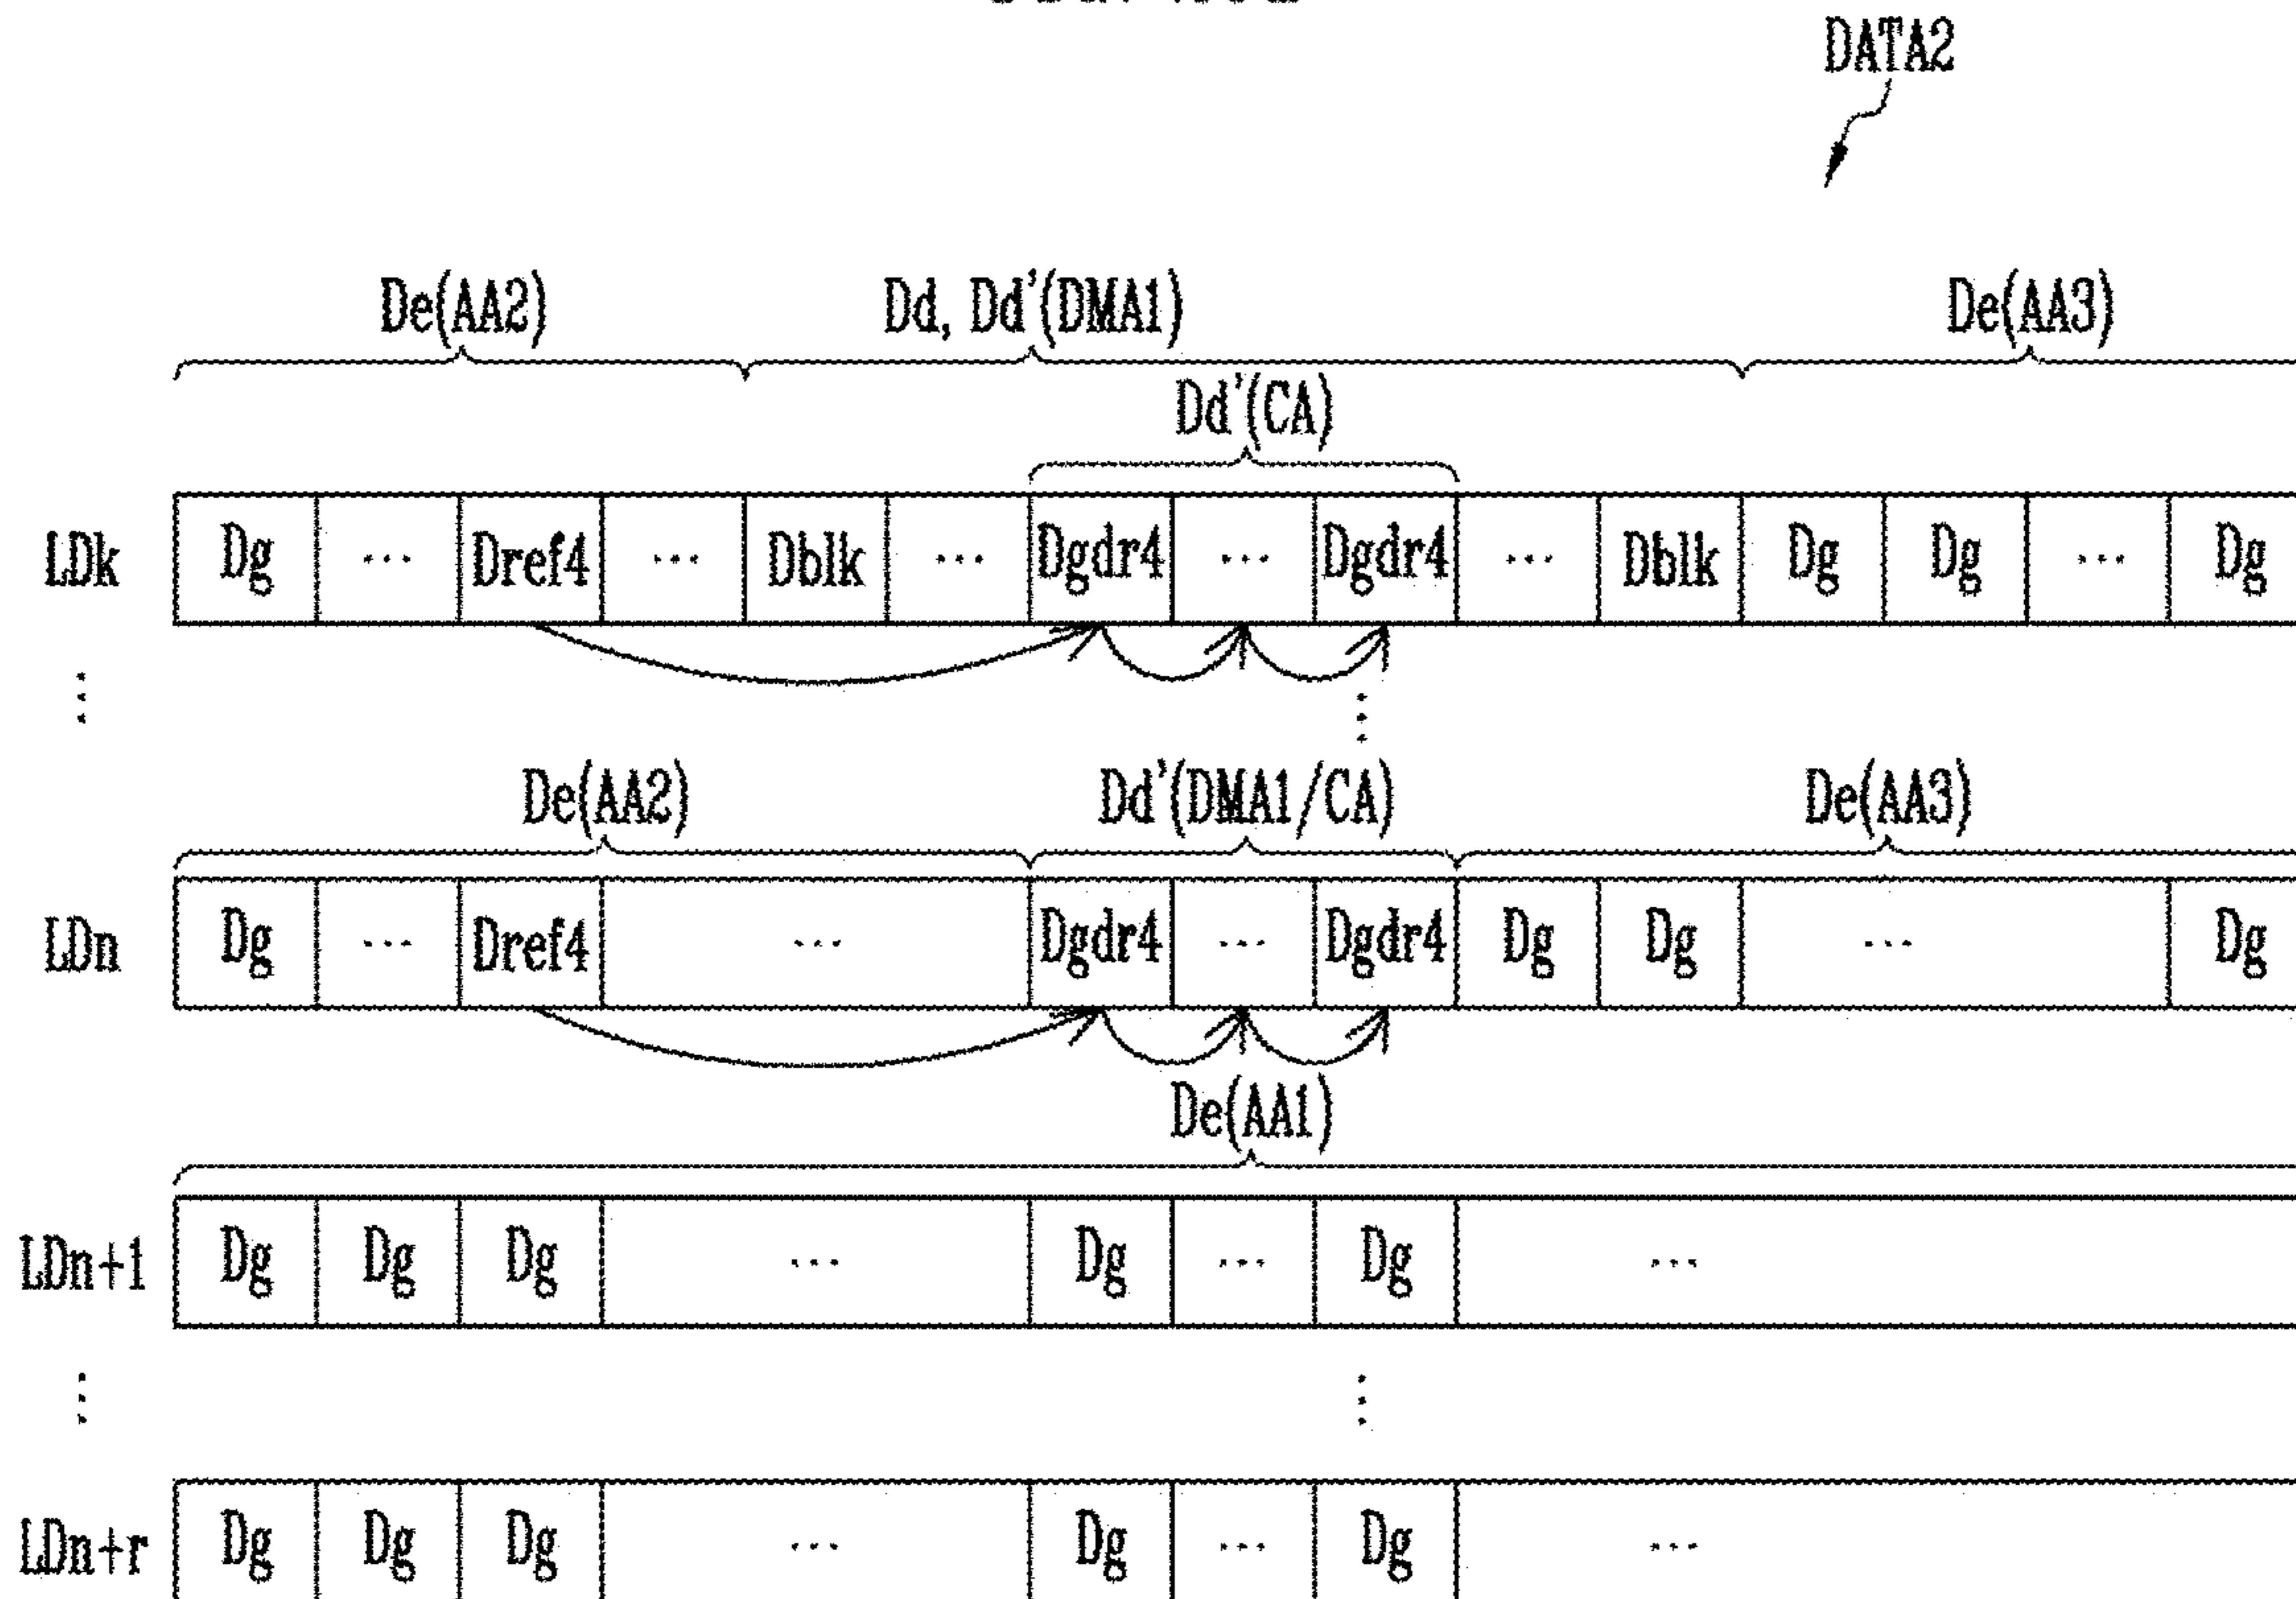 DATA2
De(AA2) Dd, Dd'(DMA1) De(AA3)
Dd'(CA)
LDk Dg ... Dref4 ... Dblk ... Dgdr4 ... Dgdr4 ... Dblk Dg Dg ... Dg
De(AA2) Dd'(DMA1/CA) De(AA3)
LDn Dg ... Dref4 ... Dgdr4 ... Dgdr4 Dg Dg ... Dg
De(AA1)
LDn+1 Dg Dg Dg ... Dg ... Dg ...
LDn+r Dg Dg Dg ... Dg ... Dg ...